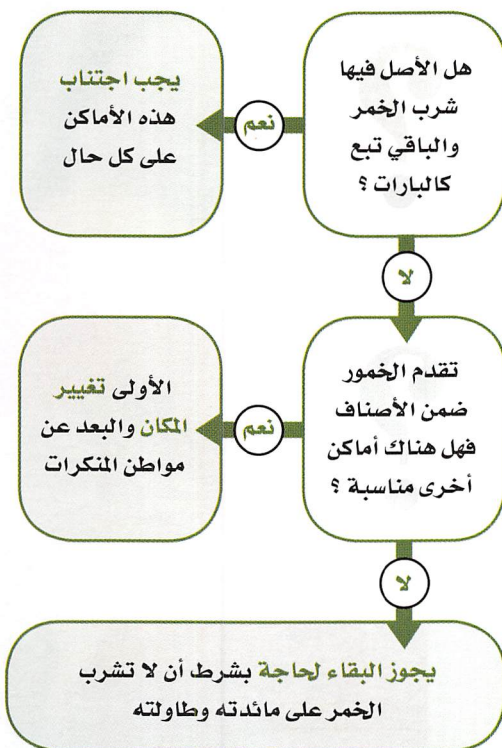 هل الأصل فيها
شرب الخمر
والباقي تبع
كالبارات ؟
نعم
يجب اجتناب
هذه الأماكن
على كل حال
لا
تقدم الخمور
ضمن الأصناف
فهل هناك أماكن
أخرى مناسبة ؟
نعم
الأولى تغيير
المكان والبعد عن
مواطن المنكرات
لا
يجوز البقاء لحاجة بشرط أن لا تشرب
الخمر على مائدته وطاولته